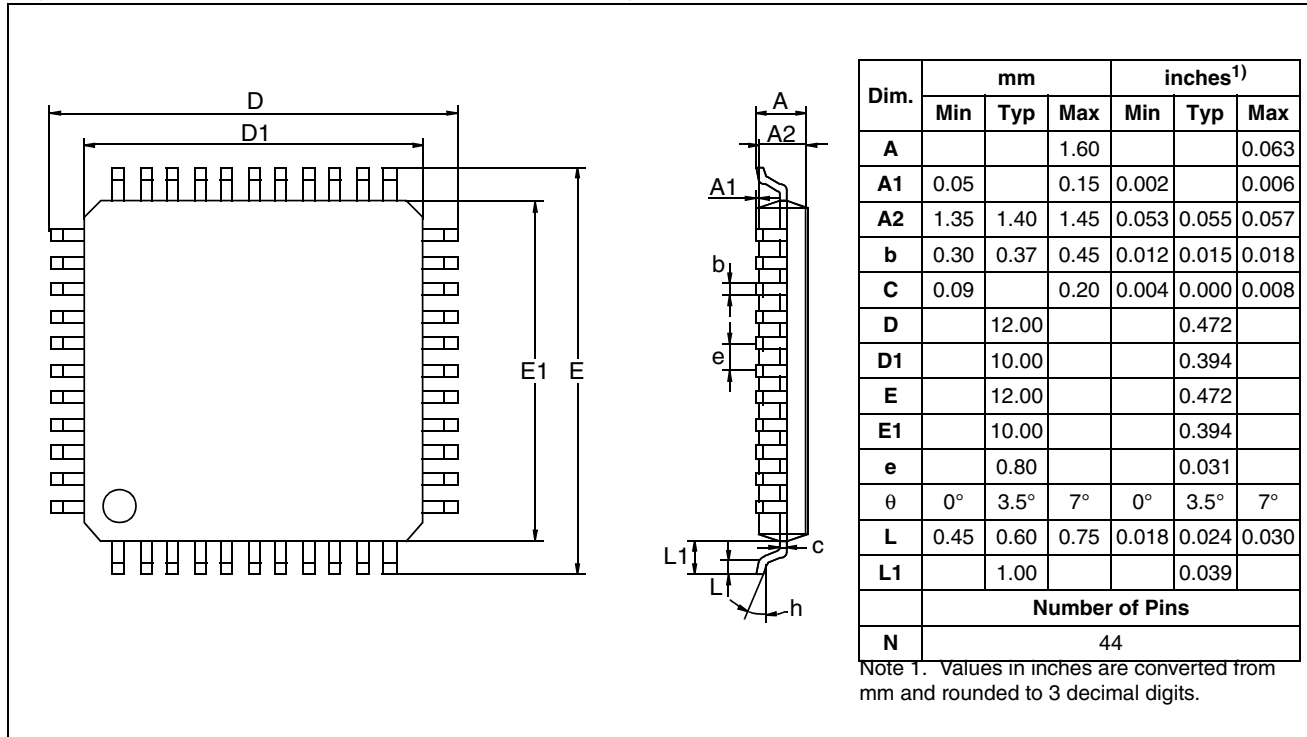 D
D1
A
A2
A1
b
e
E1 E
L1
L
c
h
Dim. mm inches1)
Min Typ Max Min Typ Max
A 1.60 0.063
A1 0.05 0.15 0.002 0.006
A2 1.35 1.40 1.45 0.053 0.055 0.057
b 0.30 0.37 0.45 0.012 0.015 0.018
C 0.09 0.20 0.004 0.000 0.008
D 12.00 0.472
D1 10.00 0.394
E 12.00 0.472
E1 10.00 0.394
e 0.80 0.031
θ 0° 3.5° 7° 0° 3.5° 7°
L 0.45 0.60 0.75 0.018 0.024 0.030
L1 1.00 0.039
Number of Pins
N 44
Note 1. Values in inches are converted from
mm and rounded to 3 decimal digits.